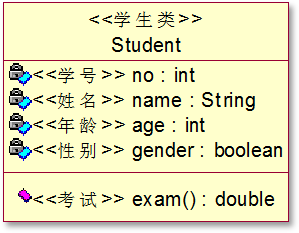 <<学生类>>
Student
<<学号>> no : int
<<姓名>> name : String
<<年龄>> age : int
<<性别>> gender : boolean
<<考试>> exam() : double